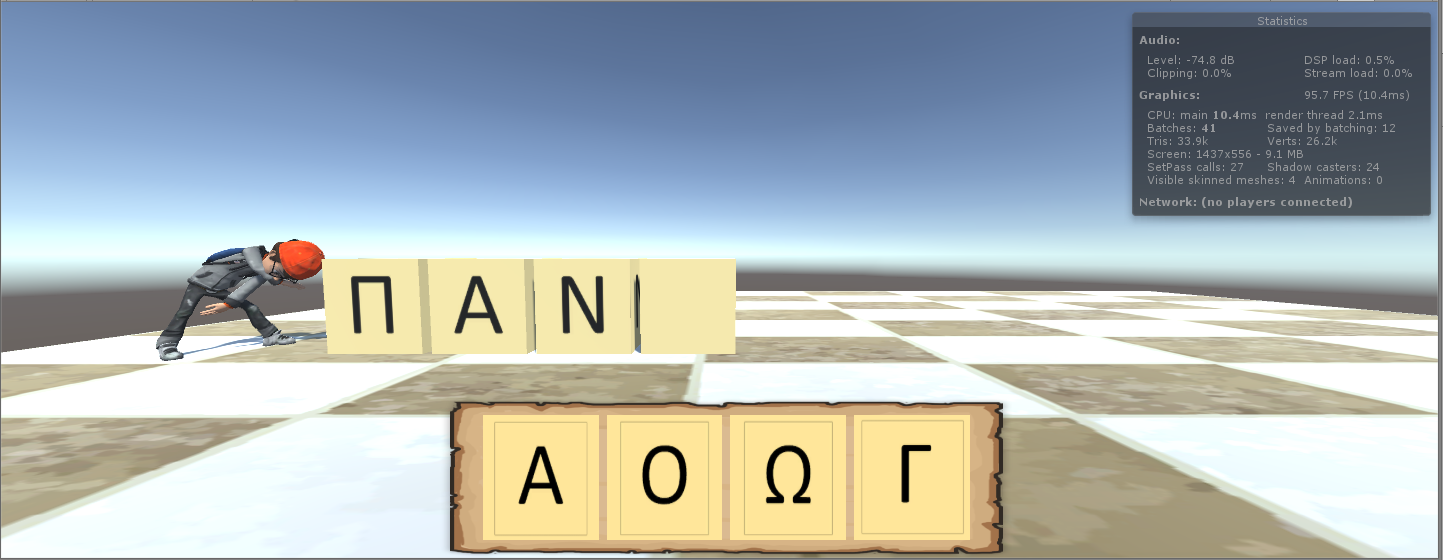 Statistics
Audio:
Level: -74.8 dB DSP load: 0.5%
Clipping: 0.0% Stream load: 0.0%
Graphics: 95.7 FPS (10.4ms)
CPU: main 10.4ms render thread 2.1ms
Batches: 41 Saved by batching: 12
Tris: 33.9k Verts: 26.2k
Screen: 1437x556 - 9.1 MB
SetPass calls: 27 Shadow casters: 24
Visible skinned meshes: 4 Animations: 0
Network: (no players connected)
Π Α Ν
Α Ο Ω Γ